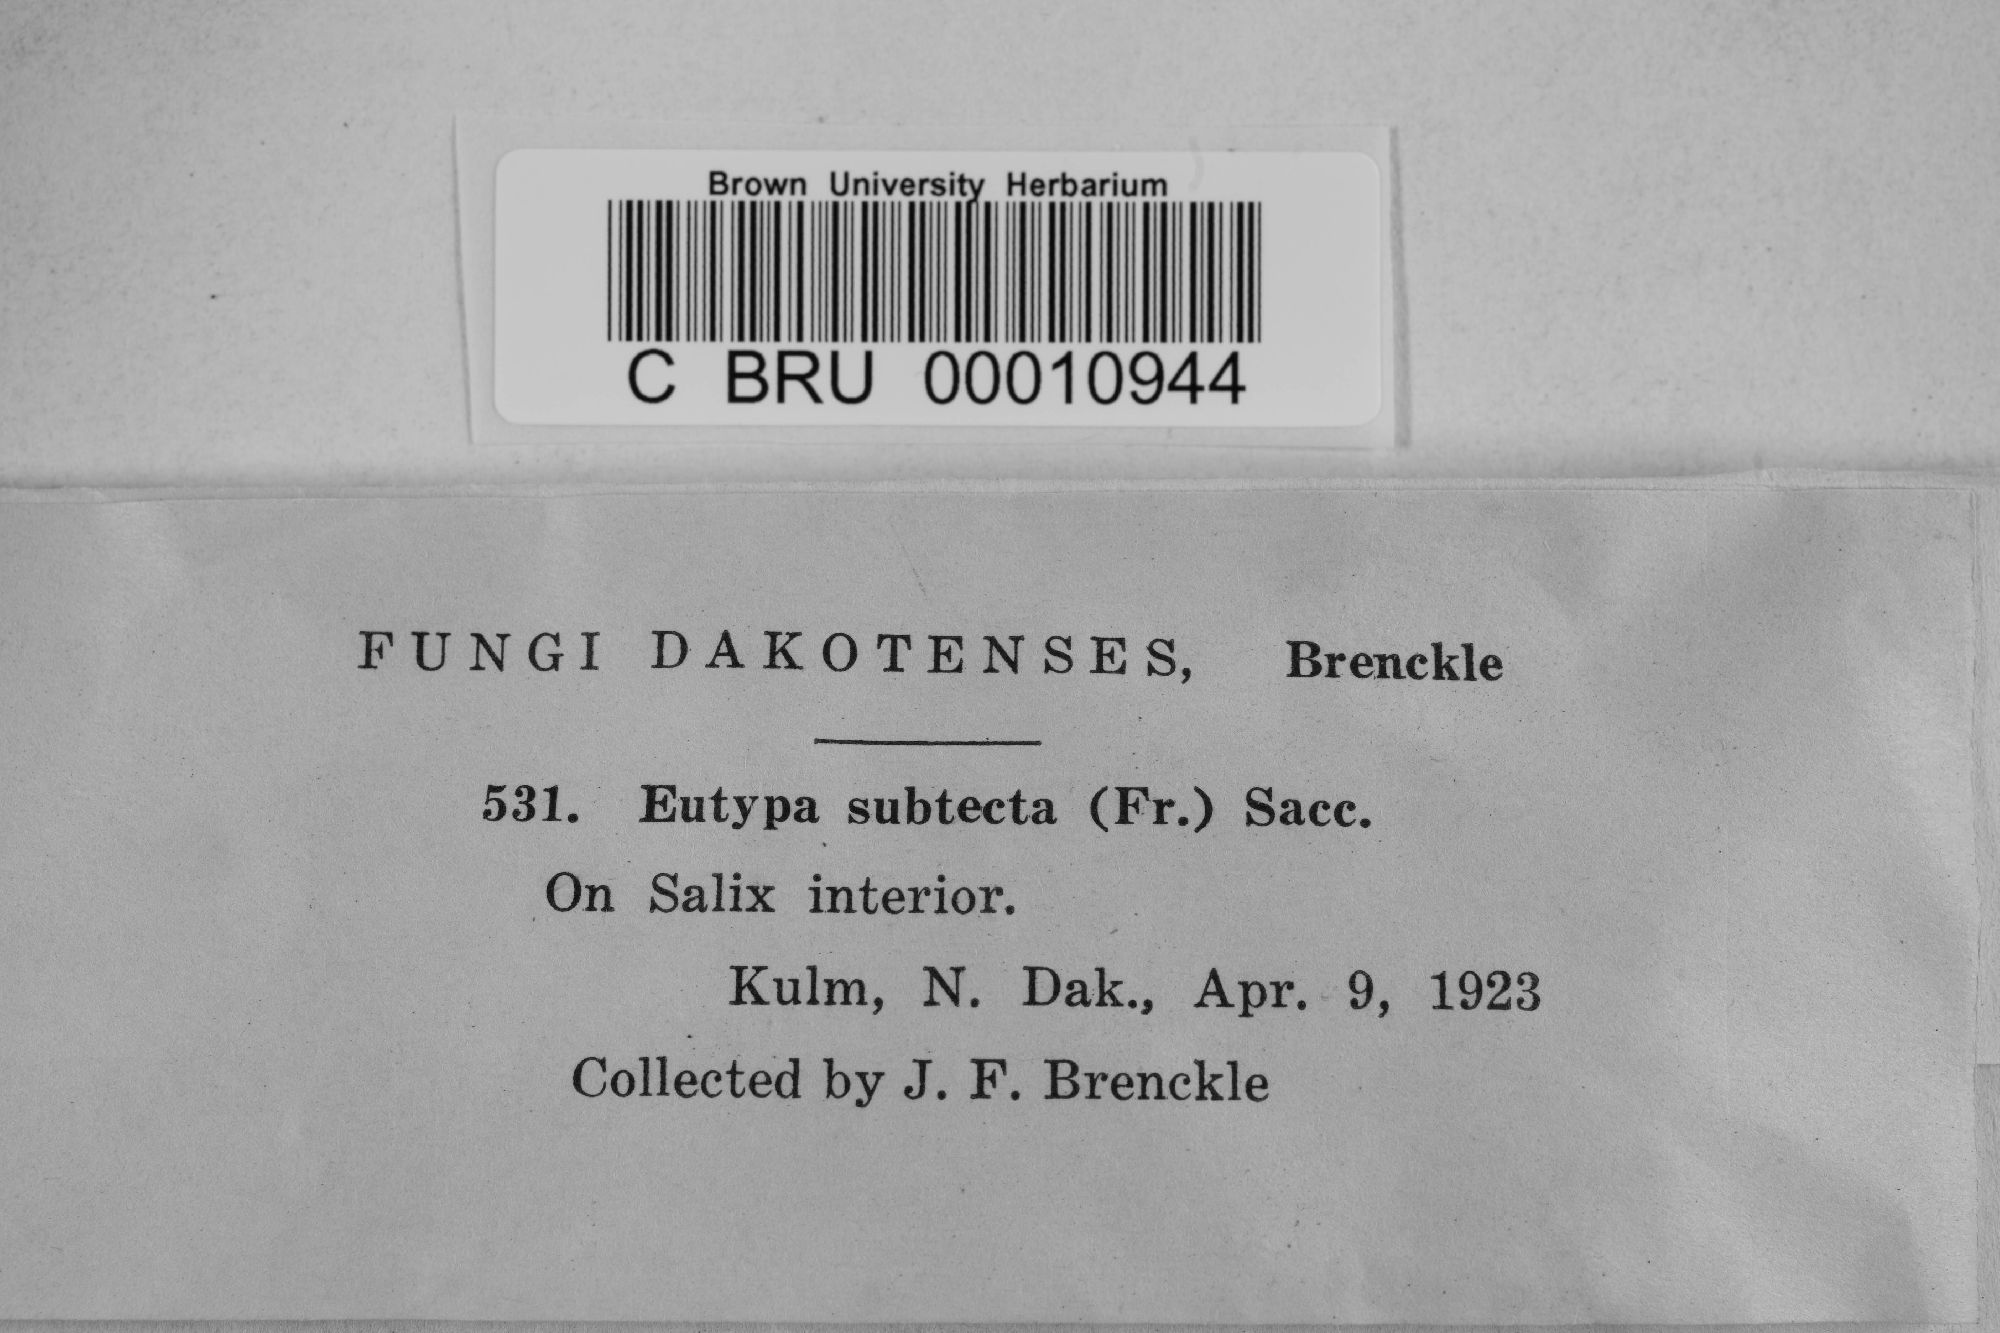 Brown University Herbarium
C BRU 00010944
FUNGI DAKOTENSES, Brenckle
531. Eutypa subtecta (Fr.) Sacc.
On Salix interior.
Kulm, N. Dak., Apr. 9, 1923
Collected by J. F. Brenckle